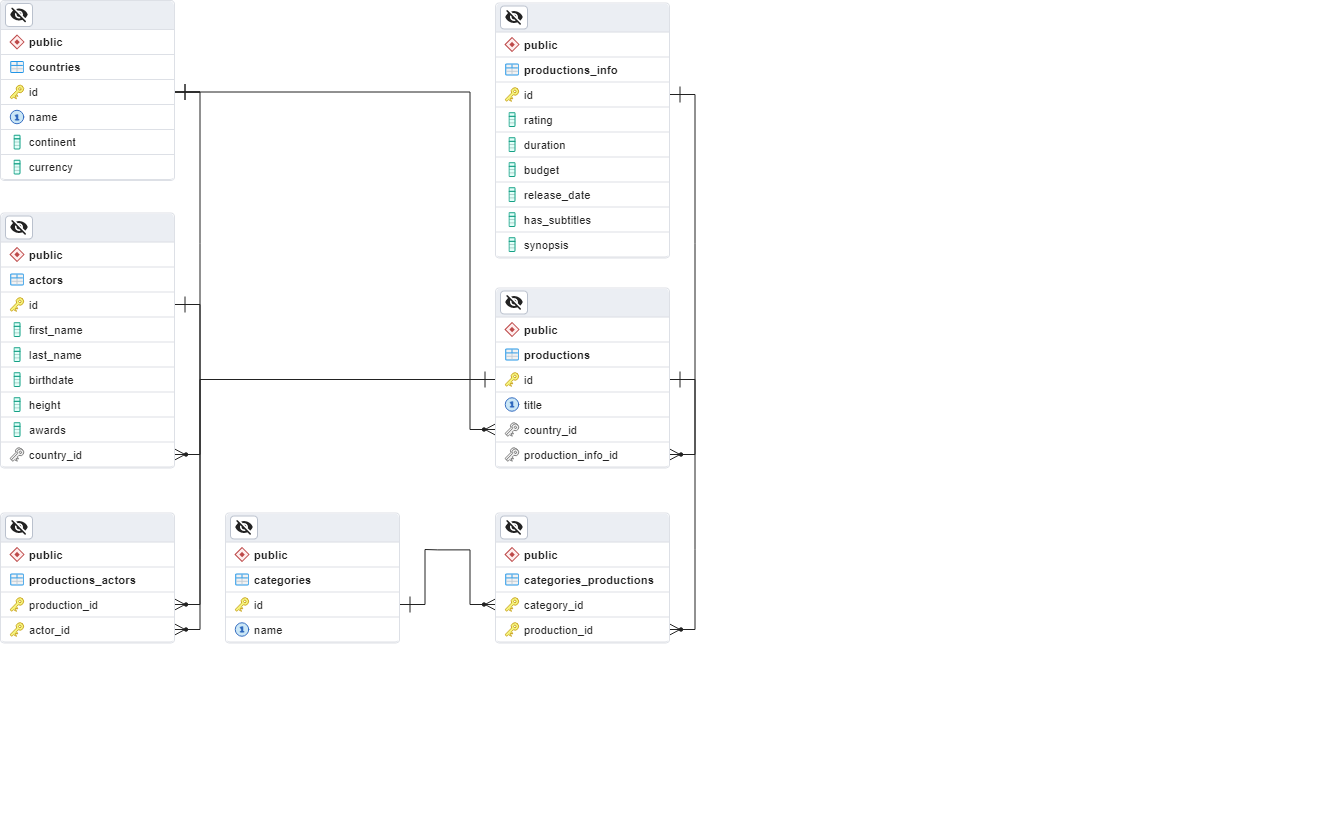 public
countries
id
name
continent
currency
public
actors
id
first_name
last_name
birthdate
height
awards
country_id
public
productions_actors
production_id
actor_id
public
categories
id
name
public
productions_info
id
rating
duration
budget
release_date
has_subtitles
synopsis
public
productions
id
title
country_id
production_info_id
public
categories_productions
category_id
production_id